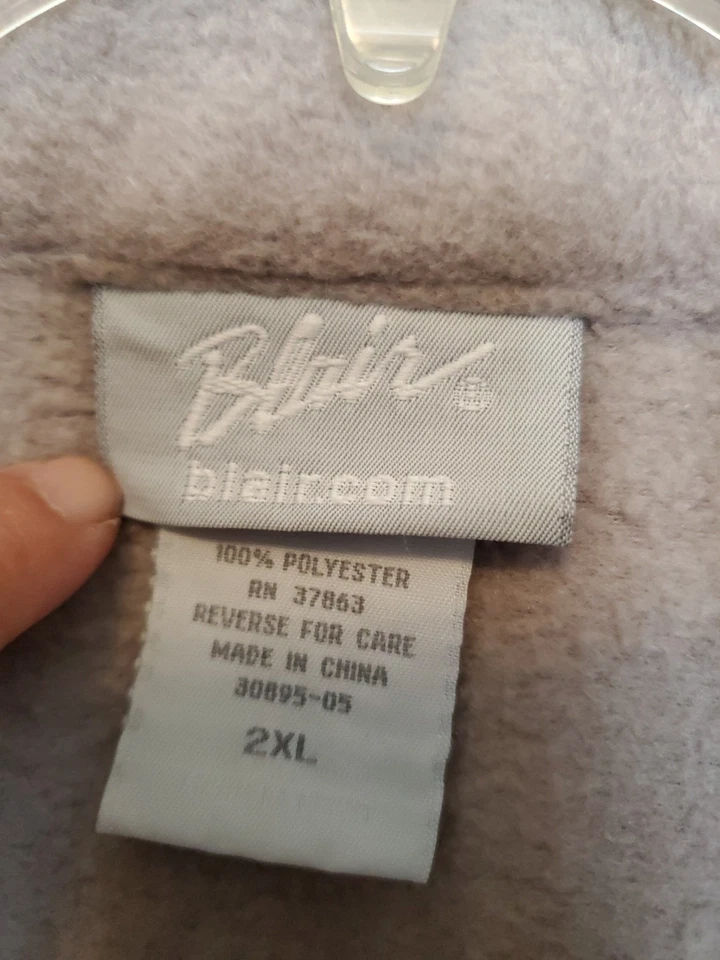 Blair®
blair.com
100% POLYESTER
RN 37863
REVERSE FOR CARE
MADE IN CHINA
30895-05
2XL